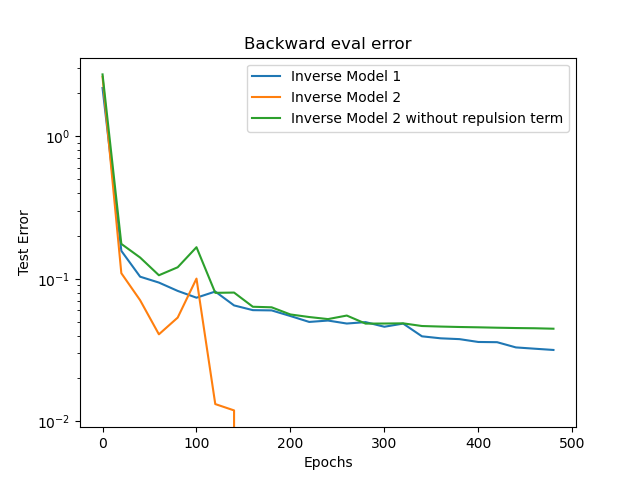 Backward eval error
Inverse Model 1
Inverse Model 2
Inverse Model 2 without repulsion term
Test Error
10⁰
10⁻¹
10⁻²
0 100 200 300 400 500
Epochs